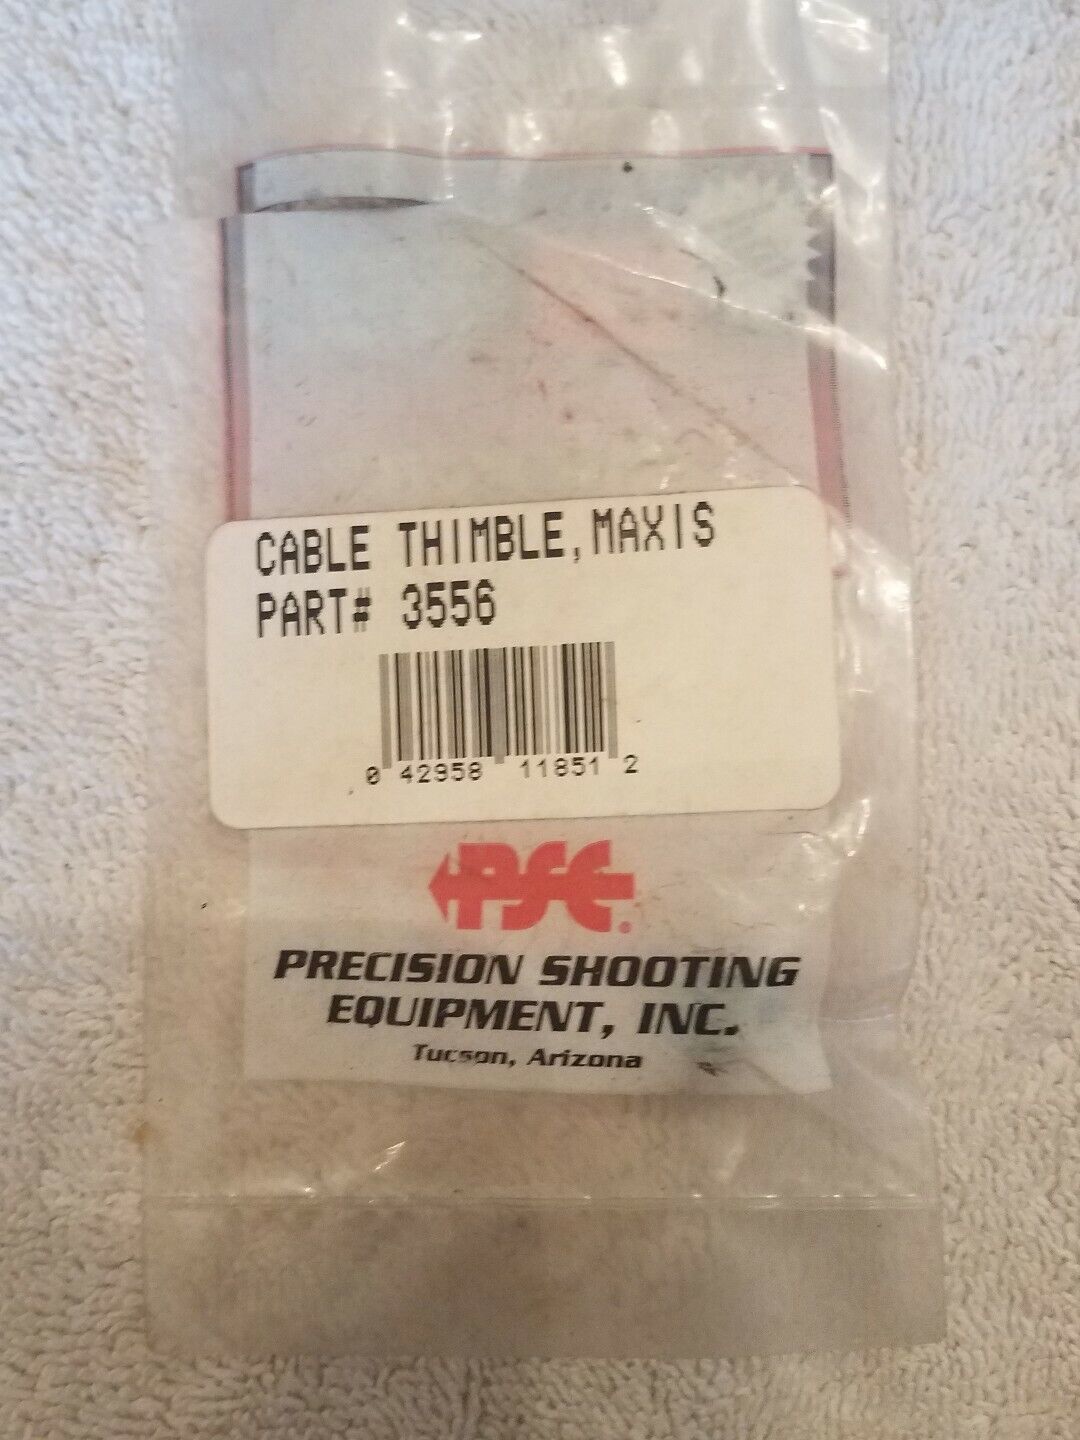 CABLE THIMBLE, MAXIS
PART# 3556
0 42958 11851 2
PSE®
PRECISION SHOOTING
EQUIPMENT, INC.
Tucson, Arizona